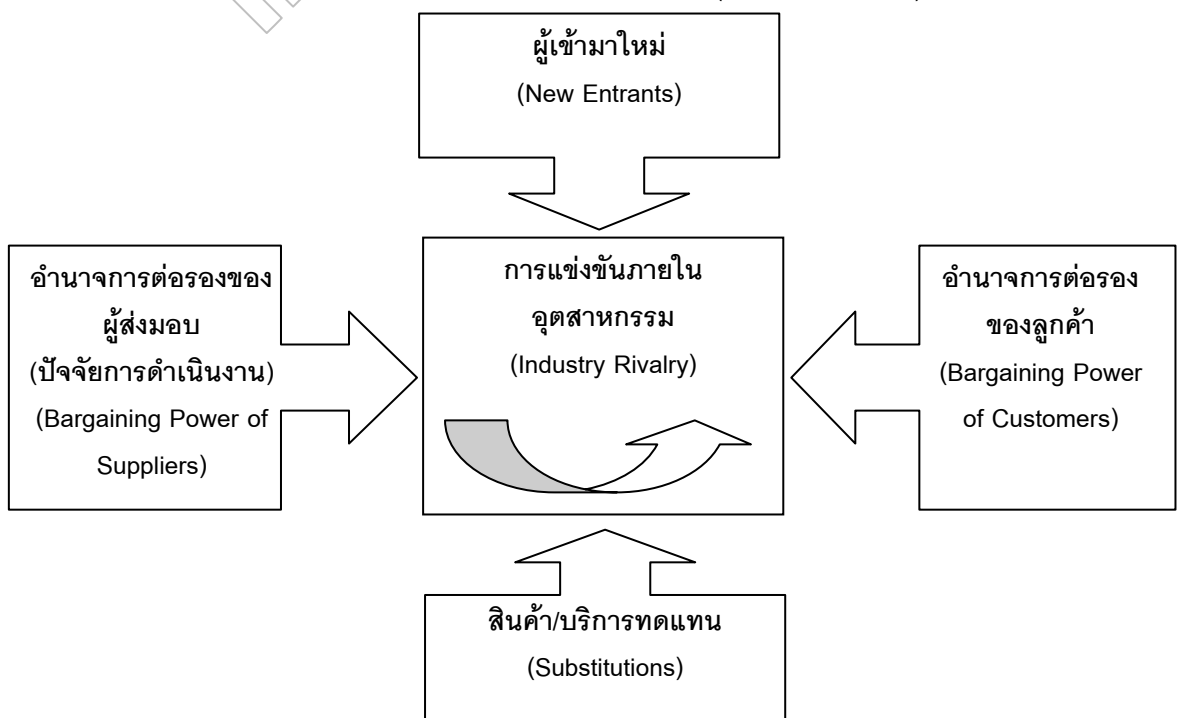 ผู้เข้ามาใหม่
(New Entrants)
อำนาจการต่อรองของ
ผู้ส่งมอบ
(ปัจจัยการดำเนินงาน)
(Bargaining Power of
Suppliers)
การแข่งขันภายใน
อุตสาหกรรม
(Industry Rivalry)
อำนาจการต่อรอง
ของลูกค้า
(Bargaining Power
of Customers)
สินค้า/บริการทดแทน
(Substitutions)